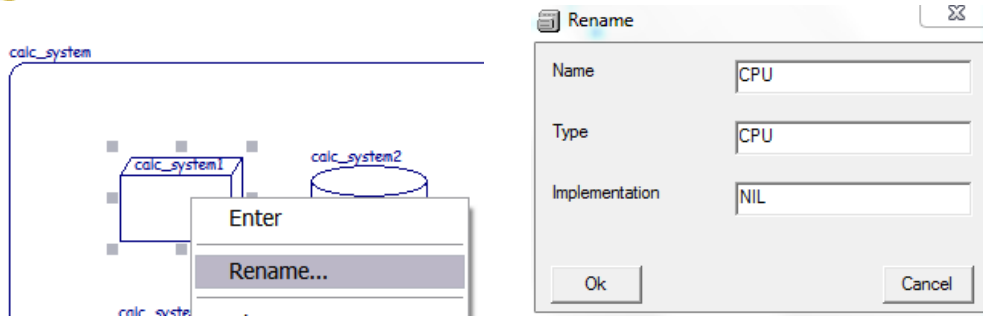 calc_system
calc_system1
calc_system2
Enter
Rename...
Rename
Name
CPU
Type
CPU
Implementation
NIL
Ok
Cancel